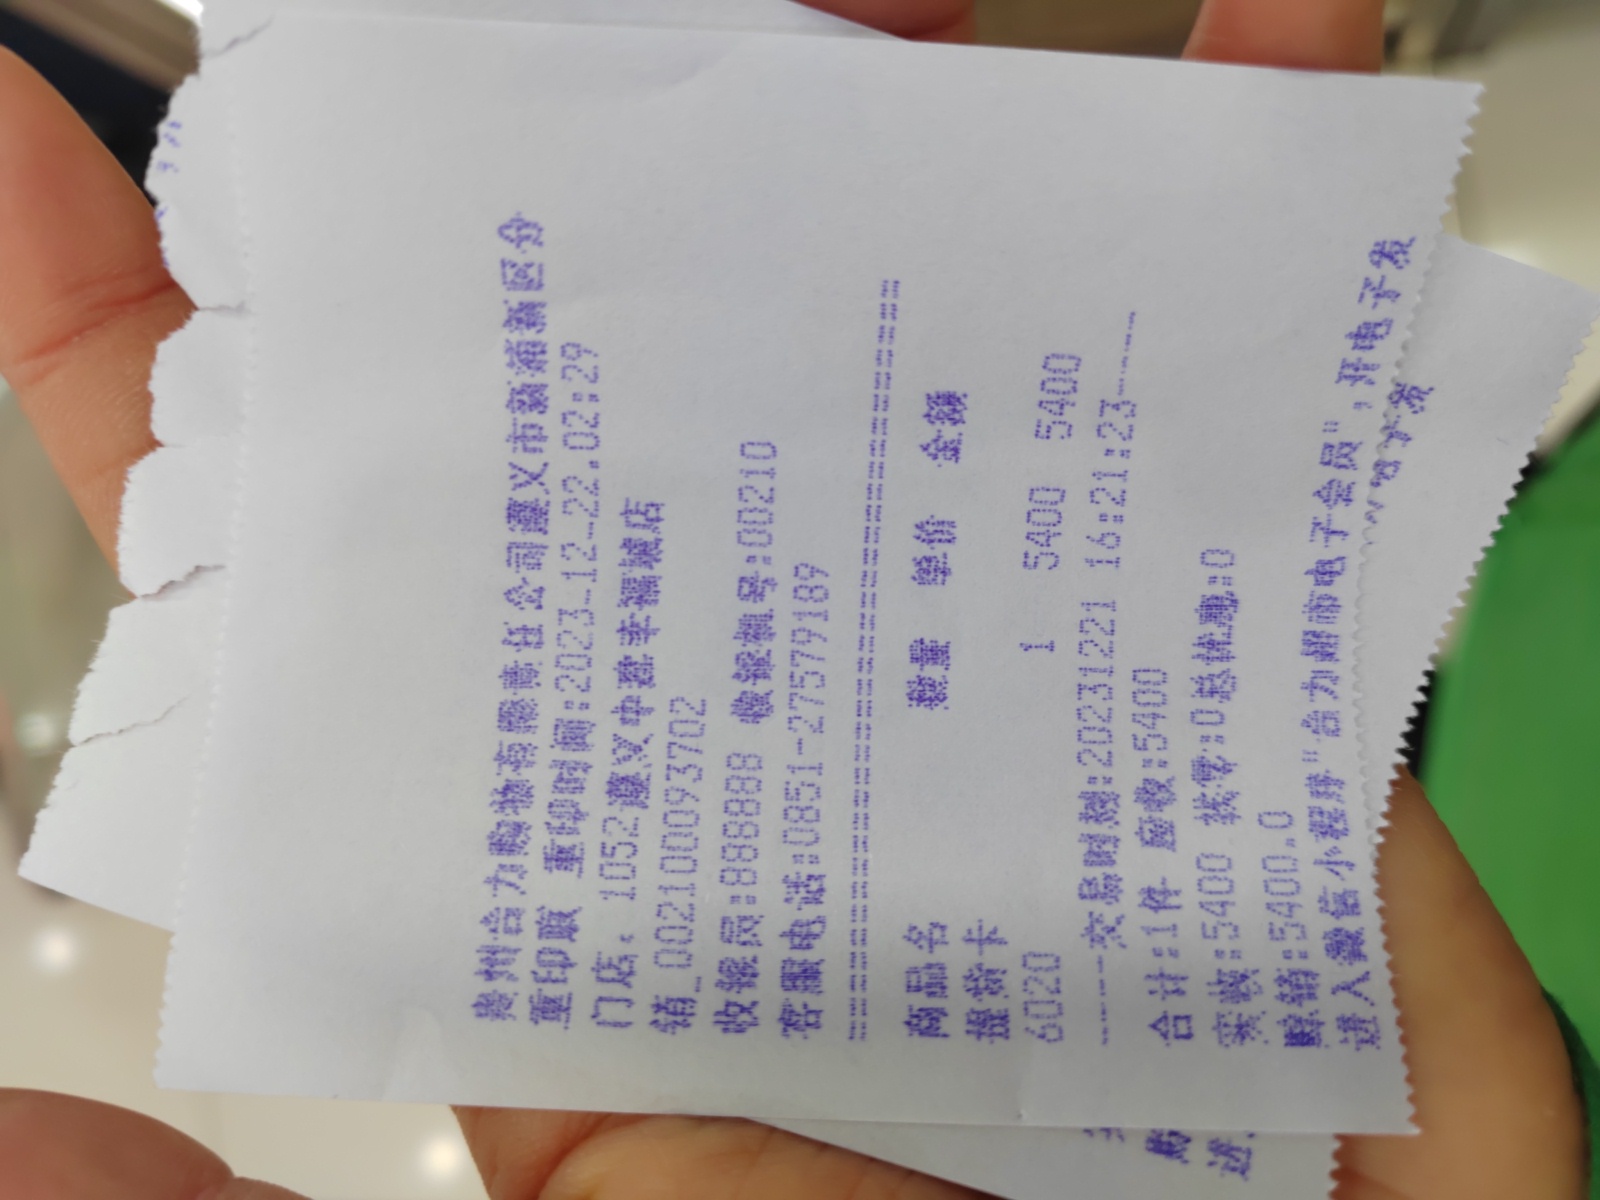 贵州合力购物有限责任公司遵义市新蒲新区分
重印联 重印时间:2023-12-22.02:29
门店: 1052遵义中建幸福城店
销_00210093702
收银员:888888 收银机号:00210
客服电话:0851-27579189
================================
商品名 数量 单价 金额
提货卡
6020 1 5400 5400
------交易时刻:20231221 16:21:23------
合计:1件 应收:5400
实收:5400 找零:0总优惠:0
赊销:5400.0
进入微信小程序"合力超市电子会员",开电子发